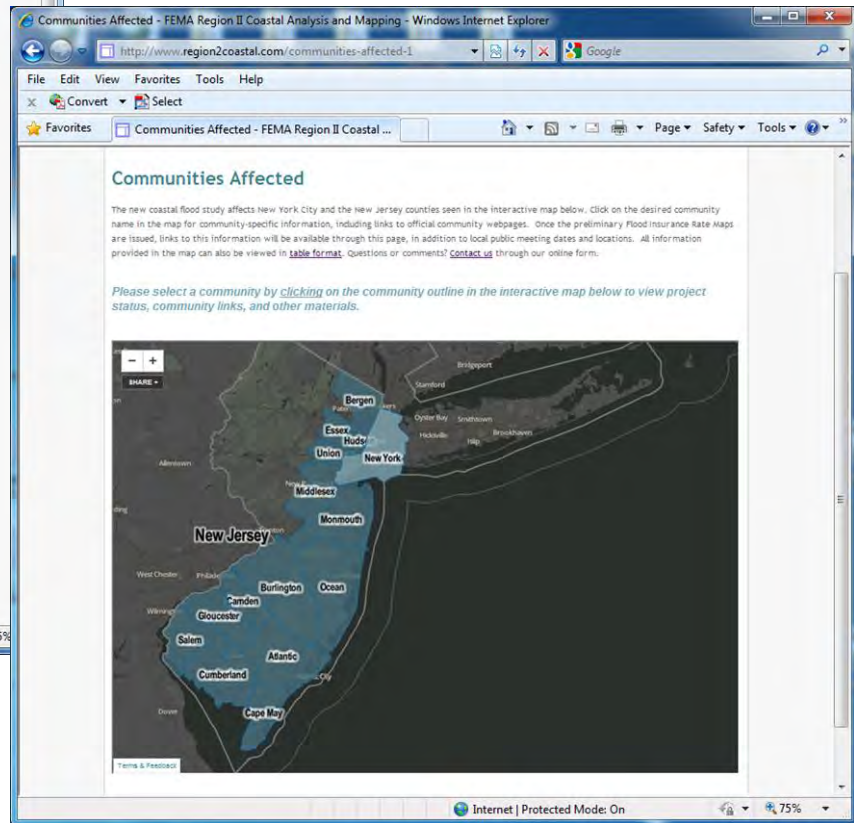 Communities Affected - FEMA Region II Coastal Analysis and Mapping - Windows Internet Explorer
http://www.region2coastal.com/communities-affected-1
Google
File Edit View Favorites Tools Help
x Convert Select
Favorites Communities Affected - FEMA Region II Coastal ... Page Safety Tools
Communities Affected
The new coastal flood study affects New York City and the New Jersey counties seen in the interactive map below. Click on the desired community
name in the map for community-specific information, including links to official community webpages. Once the preliminary Flood Insurance Rate Maps
are issued, links to this information will be available through this page, in addition to local public meeting dates and locations. All information
provided in the map can also be viewed in table format. Questions or comments? Contact us through our online form.
Please select a community by clicking on the community outline in the interactive map below to view project
status, community links, and other materials.
- +
SHARE +
Bridgeport
Stamford
Bergen
Oyster Bay Smithtown
Essex
Hicksville Brookhaven
Huds
Islip
Union New York
Allentown
Middlesex
Monmouth
New Jersey
West Chester Philade
Burlington Ocean
Camden
Wilming
Gloucester
Salem
Atlantic
Cumberland
City
Dover
Cape May
Terms & Feedback
Internet | Protected Mode: On 75%